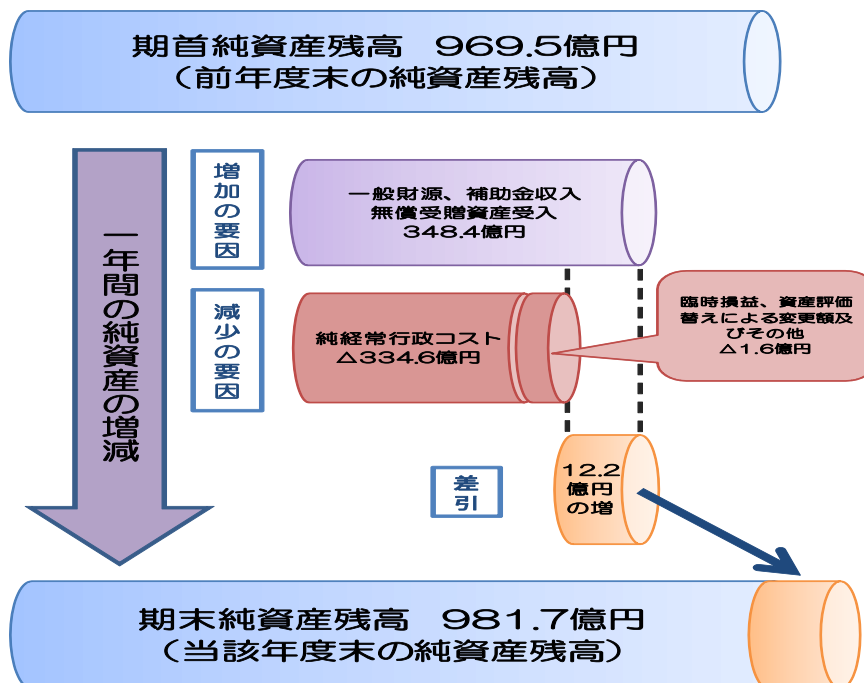 期首純資産残高　969.5億円
（前年度末の純資産残高）
一年間の純資産の増減
増加の要因
一般財源、補助金収入
無償受贈資産受入
348.4億円
減少の要因
純経常行政コスト
△334.6億円
臨時損益、資産評価
替えによる変更額及
びその他
△1.6億円
差引
12.2
億円
の増
期末純資産残高　981.7億円
（当該年度末の純資産残高）